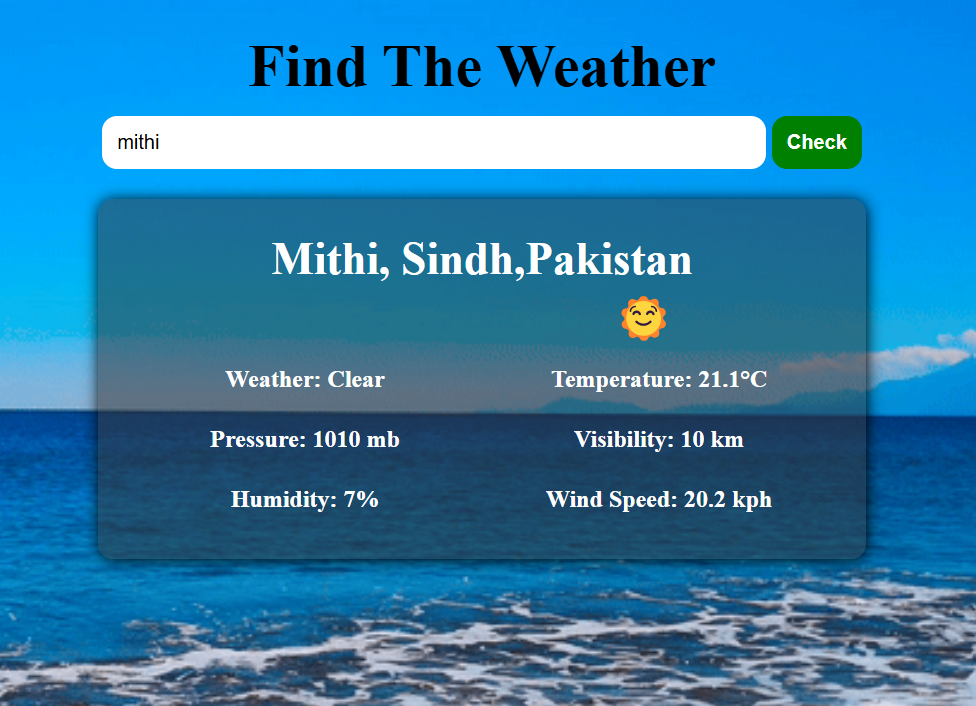 Find The Weather
mithi
Check
Mithi, Sindh,Pakistan
Weather: Clear
Temperature: 21.1°C
Pressure: 1010 mb
Visibility: 10 km
Humidity: 7%
Wind Speed: 20.2 kph